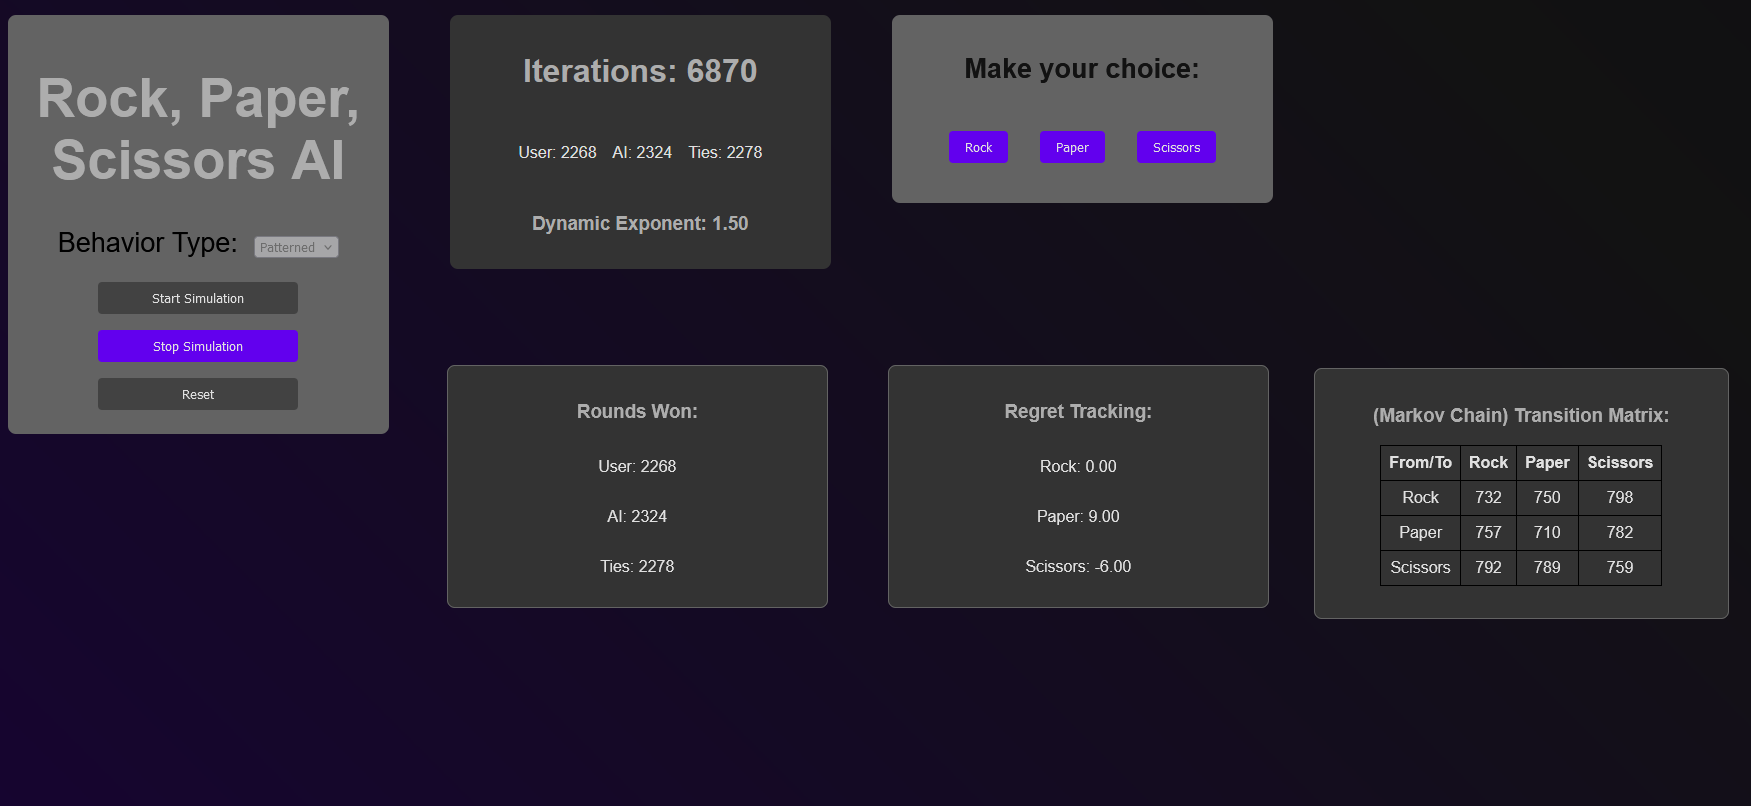 Rock, Paper,
Scissors AI
Behavior Type: Patterned
Start Simulation
Stop Simulation
Reset
Iterations: 6870
User: 2268 AI: 2324 Ties: 2278
Dynamic Exponent: 1.50
Make your choice:
Rock Paper Scissors
Rounds Won:
User: 2268
AI: 2324
Ties: 2278
Regret Tracking:
Rock: 0.00
Paper: 9.00
Scissors: -6.00
(Markov Chain) Transition Matrix:
From/To Rock Paper Scissors
Rock 732 750 798
Paper 757 710 782
Scissors 792 789 759